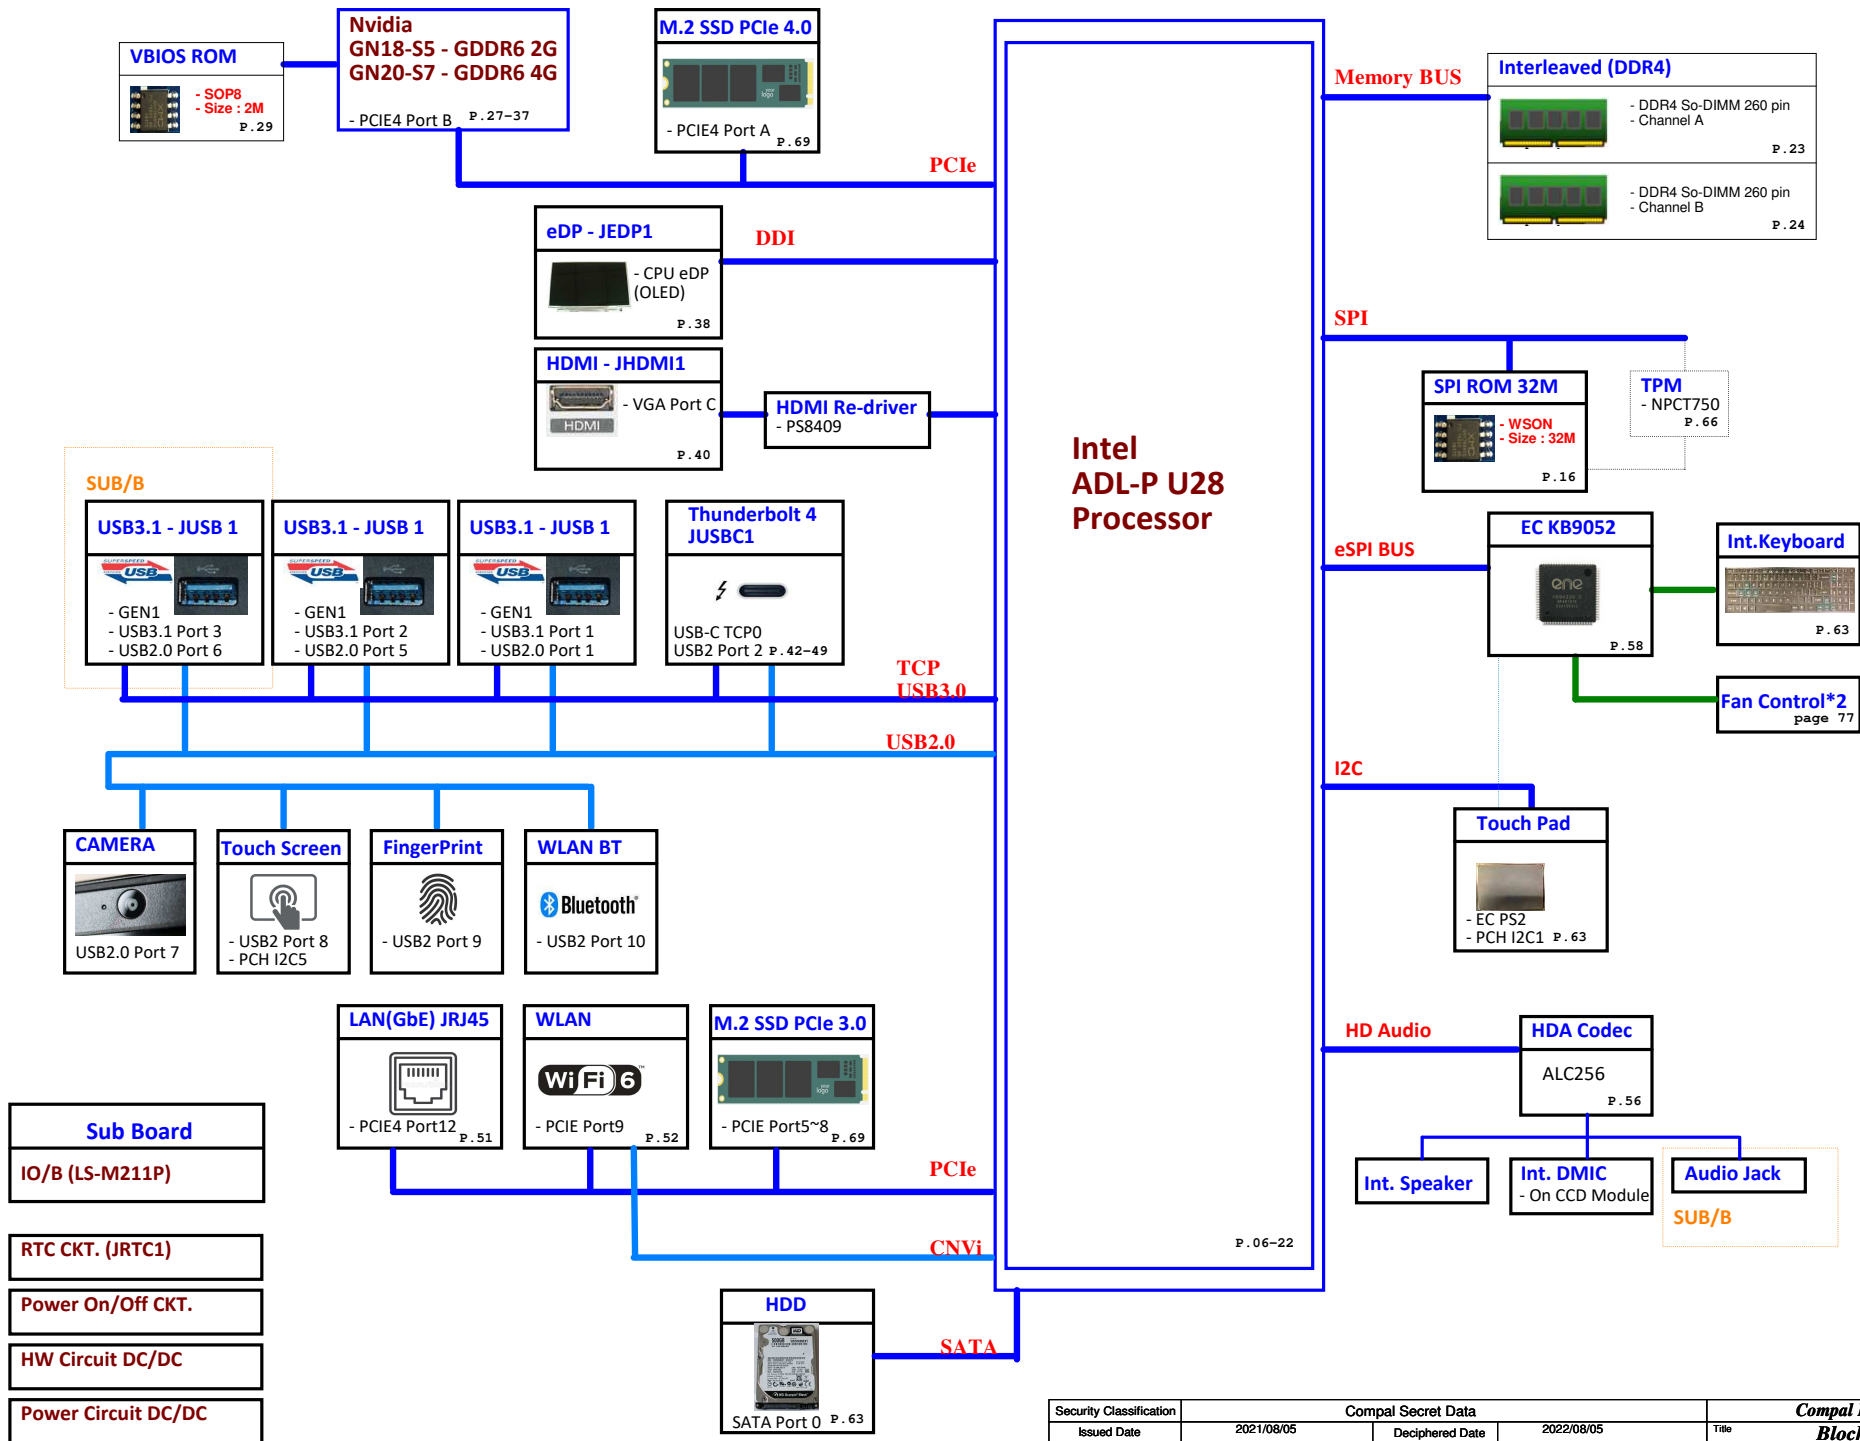 VBIOS ROM
- SOP8
- Size : 2M
P.29
Nvidia
GN18-S5 - GDDR6 2G
GN20-S7 - GDDR6 4G
- PCIE4 Port B P.27-37
M.2 SSD PCIe 4.0
- PCIE4 Port A
P.69
PCIe
eDP - JEDP1
- CPU eDP
(OLED)
P.38
DDI
HDMI - JHDMI1
HDMI
- VGA Port C
P.40
HDMI Re-driver
- PS8409
SUB/B
USB3.1 - JUSB 1
SUPERSPEED
USB
- GEN1
- USB3.1 Port 3
- USB2.0 Port 6
USB3.1 - JUSB 1
SUPERSPEED
USB
- GEN1
- USB3.1 Port 2
- USB2.0 Port 5
USB3.1 - JUSB 1
SUPERSPEED
USB
- GEN1
- USB3.1 Port 1
- USB2.0 Port 1
Thunderbolt 4
JUSBC1
USB-C TCP0
USB2 Port 2 P.42-49
TCP
USB3.0
USB2.0
CAMERA
USB2.0 Port 7
Touch Screen
- USB2 Port 8
- PCH I2C5
FingerPrint
- USB2 Port 9
WLAN BT
Bluetooth
- USB2 Port 10
LAN(GbE) JRJ45
- PCIE4 Port12
P.51
WLAN
WiFi 6
- PCIE Port9
P.52
M.2 SSD PCIe 3.0
- PCIE Port5~8
P.69
PCIe
CNVi
HDD
SATA Port 0 P.63
SATA
Intel
ADL-P U28
Processor
P.06-22
Memory BUS
Interleaved (DDR4)
- DDR4 So-DIMM 260 pin
- Channel A
P.23
- DDR4 So-DIMM 260 pin
- Channel B
P.24
SPI
SPI ROM 32M
- WSON
- Size : 32M
P.16
TPM
- NPCT750
P.66
eSPI BUS
EC KB9052
ene
P.58
Int.Keyboard
P.63
Fan Control*2
page 77
I2C
Touch Pad
- EC PS2
- PCH I2C1 P.63
HD Audio
HDA Codec
ALC256
P.56
Int. Speaker
Int. DMIC
- On CCD Module
Audio Jack
SUB/B
Sub Board
IO/B (LS-M211P)
RTC CKT. (JRTC1)
Power On/Off CKT.
HW Circuit DC/DC
Power Circuit DC/DC
Security Classification
Compal Secret Data
Compal
Issued Date
2021/08/05
Deciphered Date
2022/08/05
Title
Block